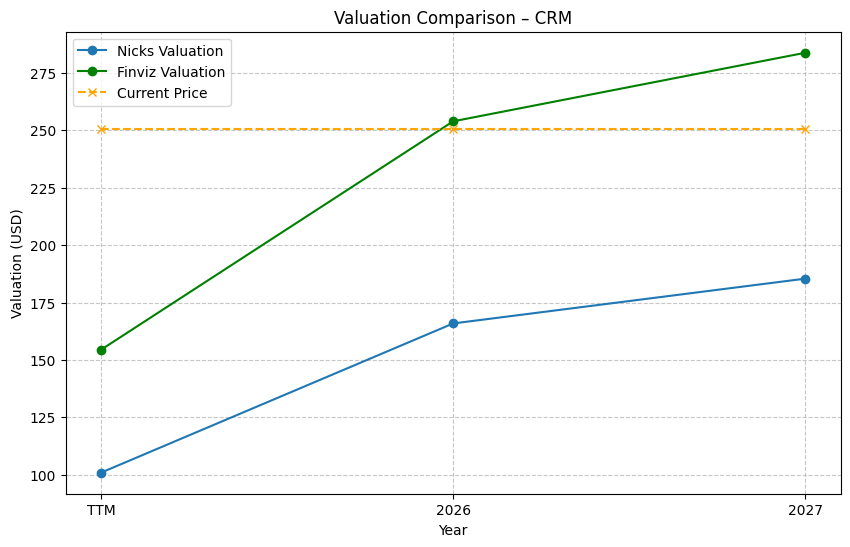 Valuation Comparison – CRM
Nicks Valuation
Finviz Valuation
Current Price
Valuation (USD)
275
250
225
200
175
150
125
100
TTM
2026
2027
Year